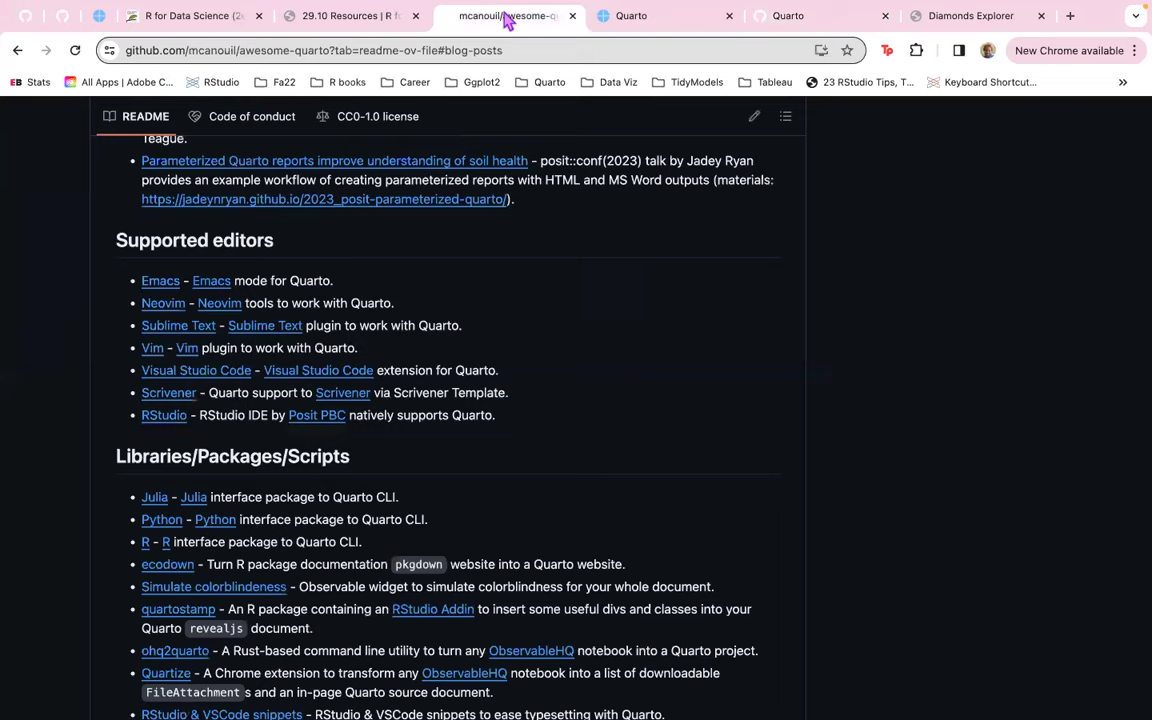 R for Data Science (2
29.10 Resources | R f
mcanouil/awesome-q
Quarto
Quarto
Diamonds Explorer
github.com/mcanouil/awesome-quarto?tab=readme-ov-file#blog-posts
New Chrome available
Stats
All Apps | Adobe C...
RStudio
Fa22
R books
Career
Ggplot2
Quarto
Data Viz
TidyModels
Tableau
23 RStudio Tips, T...
Keyboard Shortcut...
README
Code of conduct
CC0-1.0 license
Teague.
Parameterized Quarto reports improve understanding of soil health - posit::conf(2023) talk by Jadey Ryan
provides an example workflow of creating parameterized reports with HTML and MS Word outputs (materials:
https://jadeynryan.github.io/2023_posit-parameterized-quarto/).
Supported editors
Emacs - Emacs mode for Quarto.
Neovim - Neovim tools to work with Quarto.
Sublime Text - Sublime Text plugin to work with Quarto.
Vim - Vim plugin to work with Quarto.
Visual Studio Code - Visual Studio Code extension for Quarto.
Scrivener - Quarto support to Scrivener via Scrivener Template.
RStudio - RStudio IDE by Posit PBC natively supports Quarto.
Libraries/Packages/Scripts
Julia - Julia interface package to Quarto CLI.
Python - Python interface package to Quarto CLI.
R - R interface package to Quarto CLI.
ecodown - Turn R package documentation pkgdown website into a Quarto website.
Simulate colorblindeness - Observable widget to simulate colorblindness for your whole document.
quartostamp - An R package containing an RStudio Addin to insert some useful divs and classes into your
Quarto revealjs document.
ohq2quarto - A Rust-based command line utility to turn any ObservableHQ notebook into a Quarto project.
Quartize - A Chrome extension to transform any ObservableHQ notebook into a list of downloadable
FileAttachments and an in-page Quarto source document.
RStudio & VSCode snippets - RStudio & VSCode snippets to ease typesetting with Quarto.